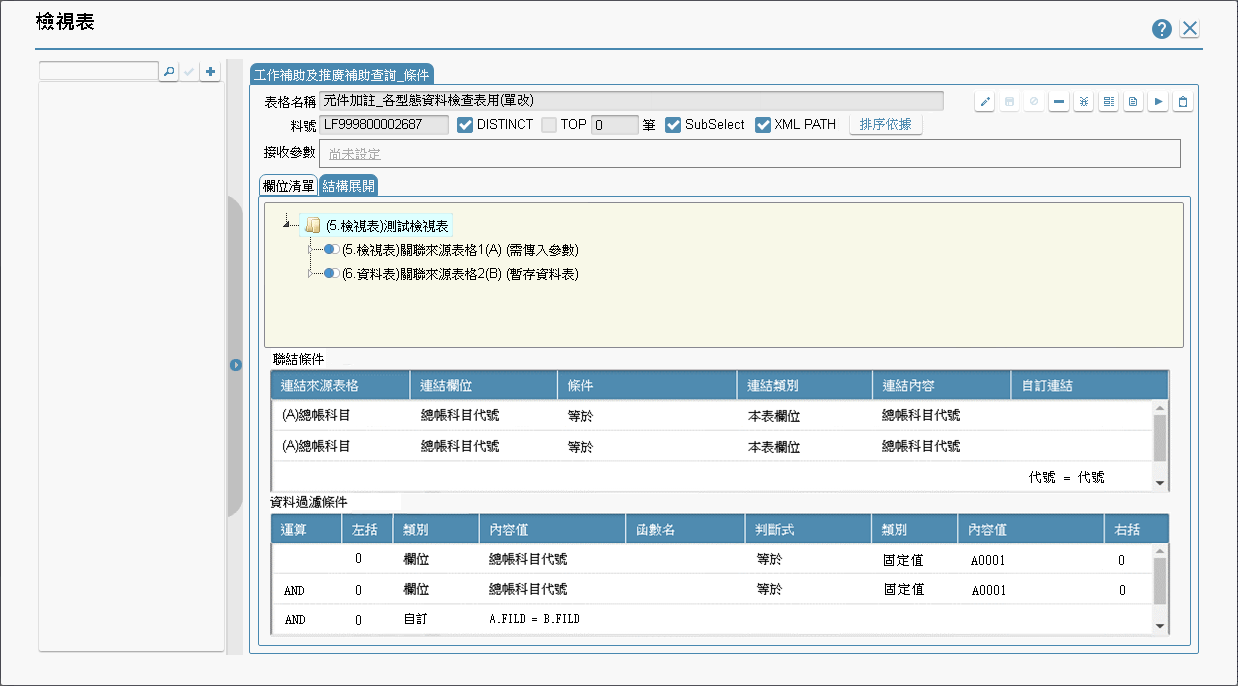 檢視表
工作補助及推廣補助查詢_條件
表格名稱 元件加註_各型態資料檢查表用(單改)
料號 LF999800002687 DISTINCT TOP 0 筆 SubSelect XML PATH 排序依據
接收參數 尚未設定
欄位清單 結構展開
(5.檢視表)測試檢視表
(5.檢視表)關聯來源表格1(A) (需傳入參數)
(6.資料表)關聯來源表格2(B) (暫存資料表)
聯結條件
連結來源表格 連結欄位 條件 連結類別 連結內容 自訂連結
(A)總帳科目 總帳科目代號 等於 本表欄位 總帳科目代號
(A)總帳科目 總帳科目代號 等於 本表欄位 總帳科目代號
代號 = 代號
資料過濾條件
運算 左括 類別 內容值 函數名 判斷式 類別 內容值 右括
0 欄位 總帳科目代號 等於 固定值 A0001 0
AND 0 欄位 總帳科目代號 等於 固定值 A0001 0
AND 0 自訂 A.FILD = B.FILD